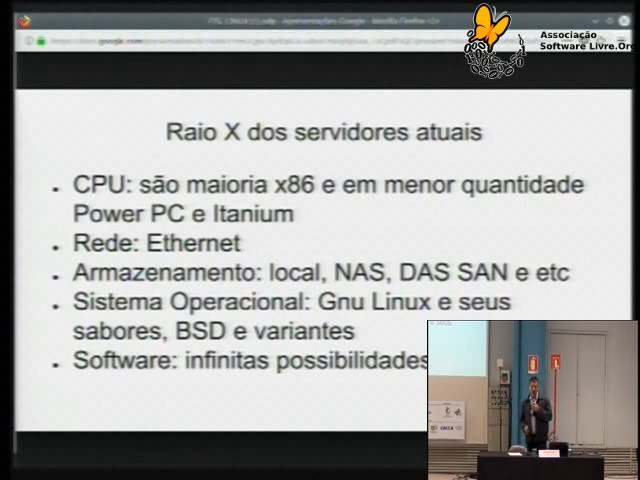 Associação
Software Livre.Org
Raio X dos servidores atuais
CPU: são maioria x86 e em menor quantidade
Power PC e Itanium
Rede: Ethernet
Armazenamento: local, NAS, DAS SAN e etc
Sistema Operacional: Gnu Linux e seus
sabores, BSD e variantes
Software: infinitas possibilidades
CAIXA